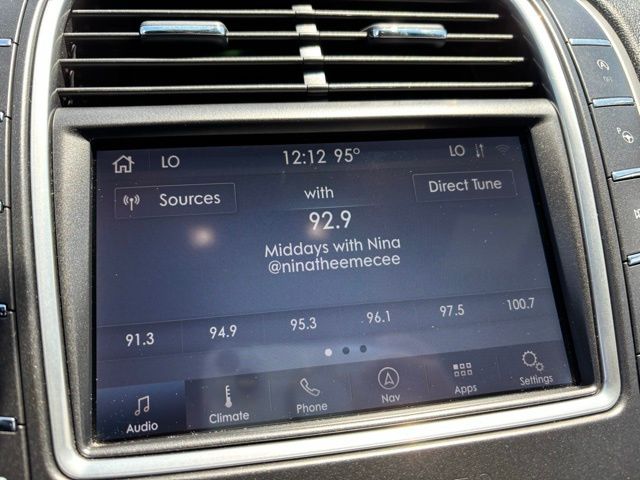 LO 12:12 95° LO
Sources with Direct Tune
92.9
Middays with Nina
@ninatheemecee
91.3 94.9 95.3 96.1 97.5 100.7
Audio Climate Phone Nav Apps Settings